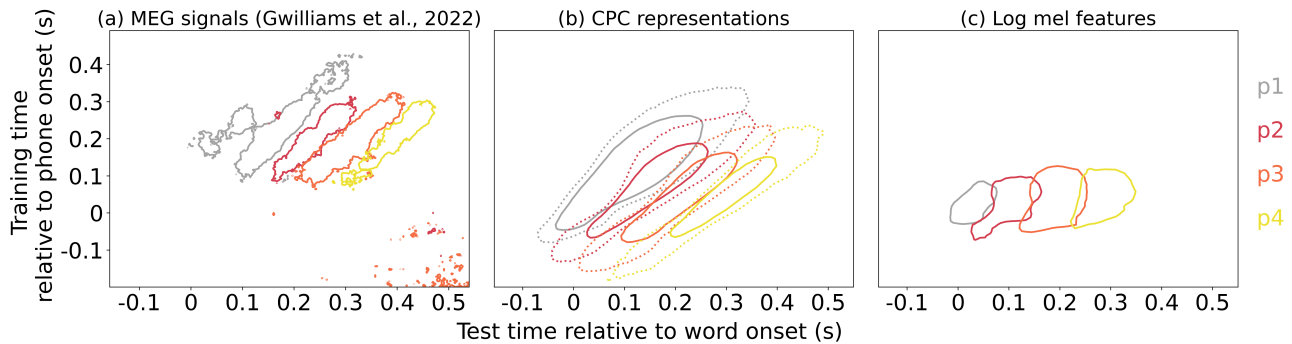 (a) MEG signals (Gwilliams et al., 2022)
(b) CPC representations
(c) Log mel features
Training time
relative to phone onset (s)
0.4
0.3
0.2
0.1
0
-0.1
-0.1 0 0.1 0.2 0.3 0.4 0.5
-0.1 0 0.1 0.2 0.3 0.4 0.5
-0.1 0 0.1 0.2 0.3 0.4 0.5
Test time relative to word onset (s)
p1
p2
p3
p4